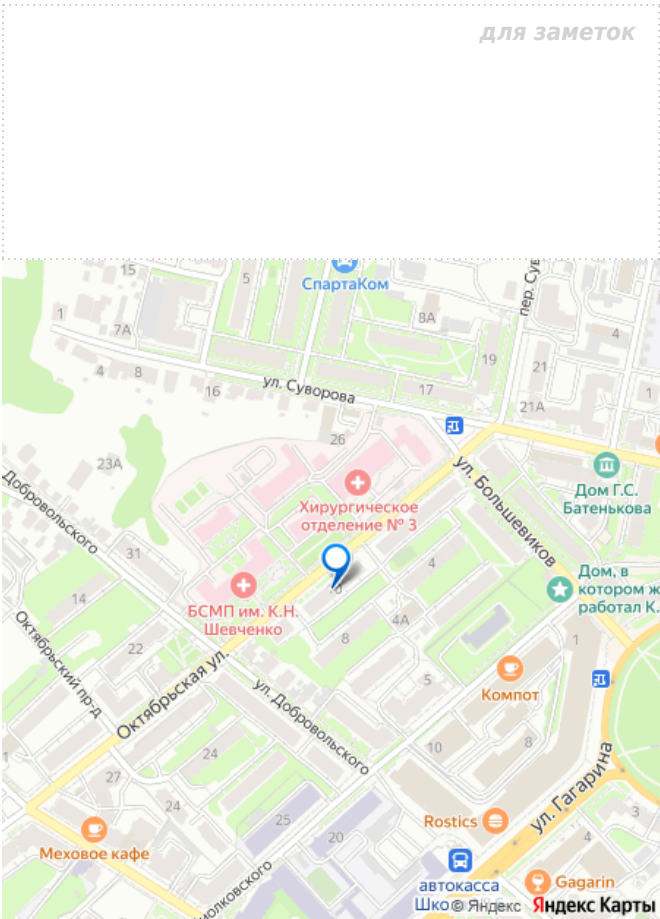 для заметок
15
5
СпартаКом
пер. Сув
1
7А
8А
4
19
21
4
8
16
ул. Суворова
17
21А
1
26
23А
Дом Г.С.
Батенькова
Хирургическое
отделение № 3
ул. Большевиков
Добровольского
31
4
Дом, в
котором ж
работал К.
14
БСМП им. К.Н.
Шевченко
4А
8
1
22
Октябрьский пр-д
Октябрьская ул.
5
Компот
ул. Добровольского
10
8
24
27
24
25
20
Rostics
ул. Гагарина
3
4
Меховое кафе
автокасса
Gagarin
Шко
© Яндекс
Яндекс Карты